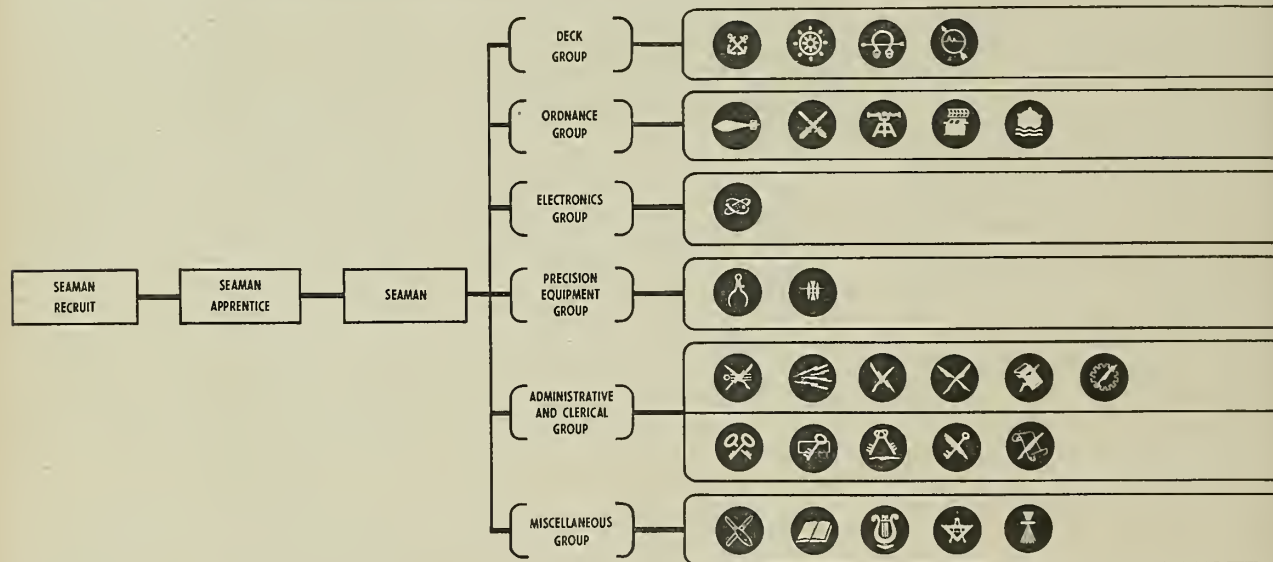 DECK
GROUP
ORDNANCE
GROUP
ELECTRONICS
GROUP
SEAMAN
RECRUIT
SEAMAN
APPRENTICE
SEAMAN
PRECISION
EQUIPMENT
GROUP
ADMINISTRATIVE
AND CLERICAL
GROUP
MISCELLANEOUS
GROUP